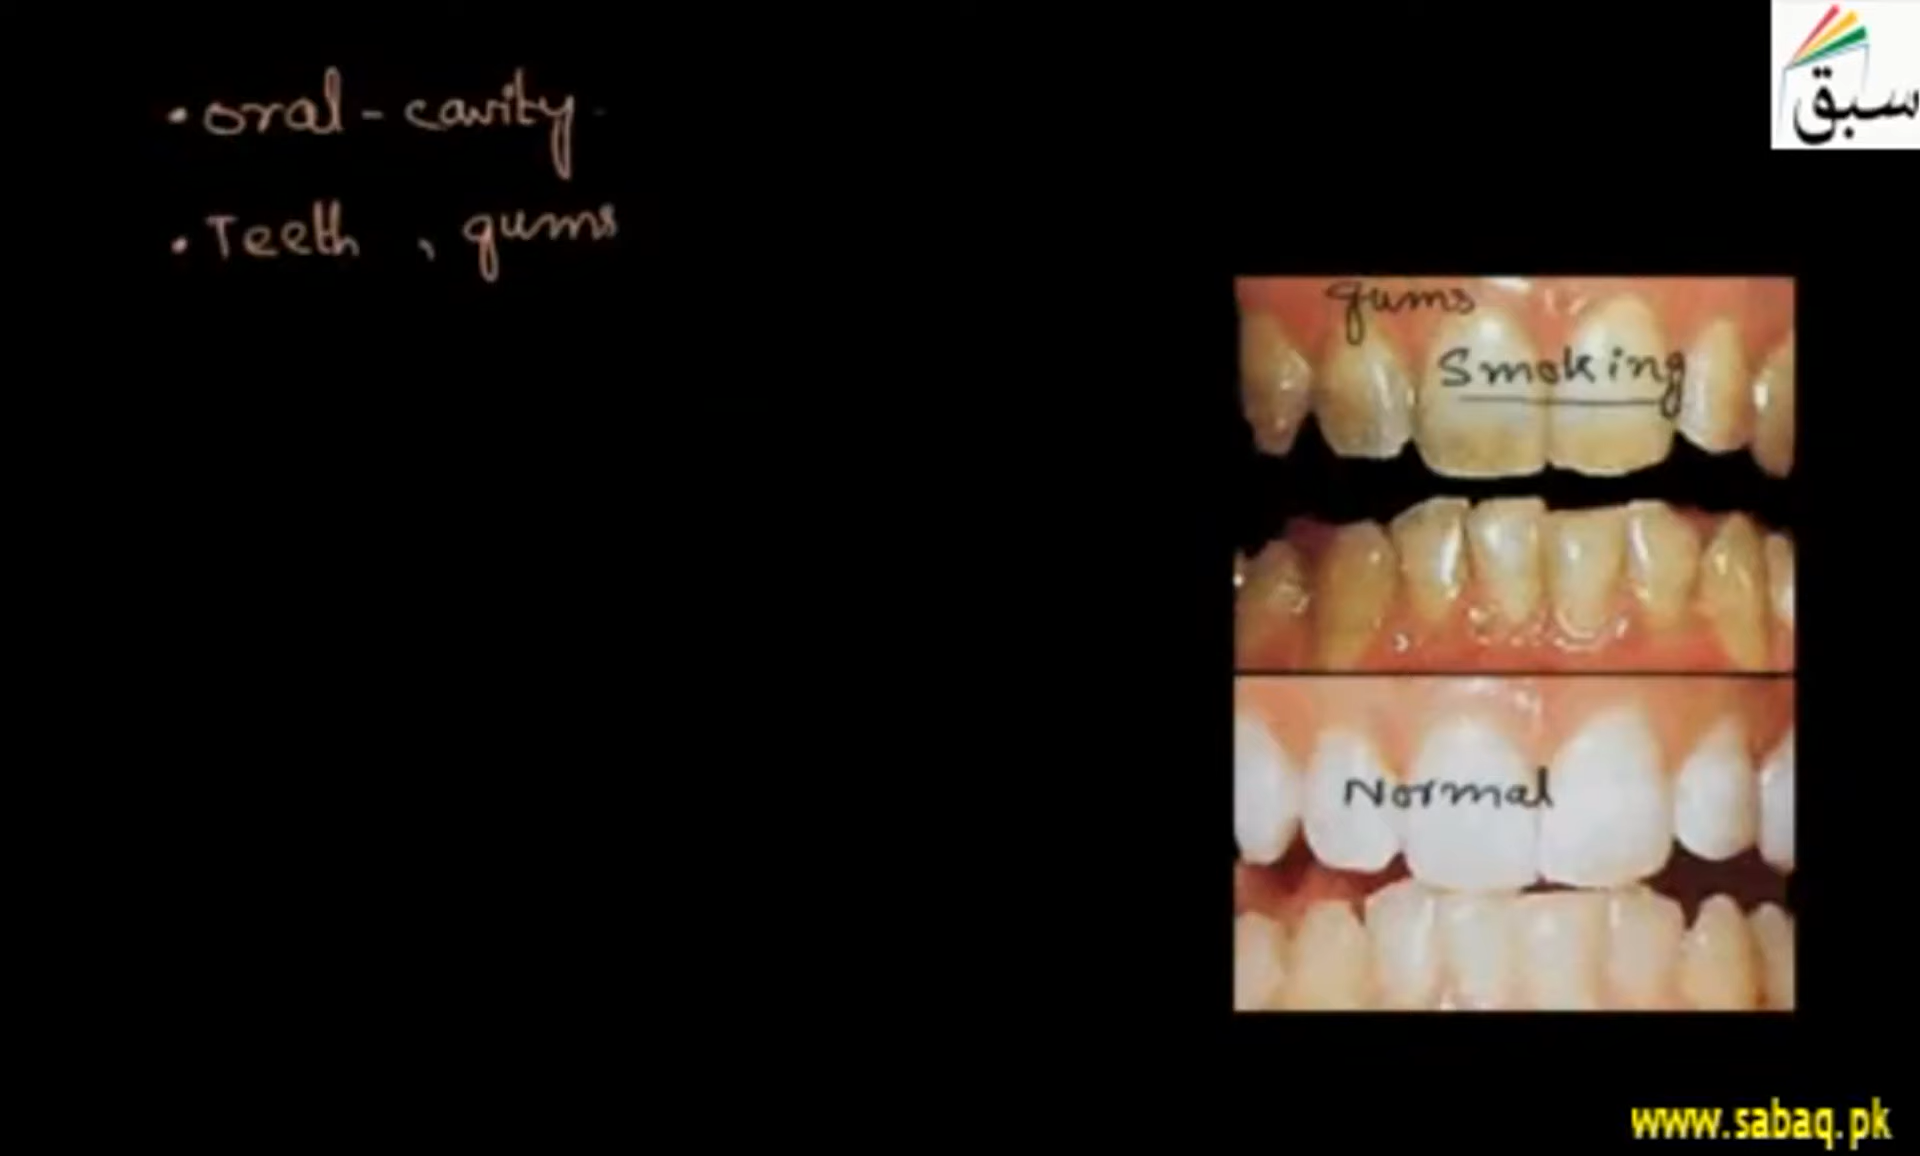 • oral - cavity
• Teeth , gums
سبق
gums
Smoking
Normal
www.sabaq.pk